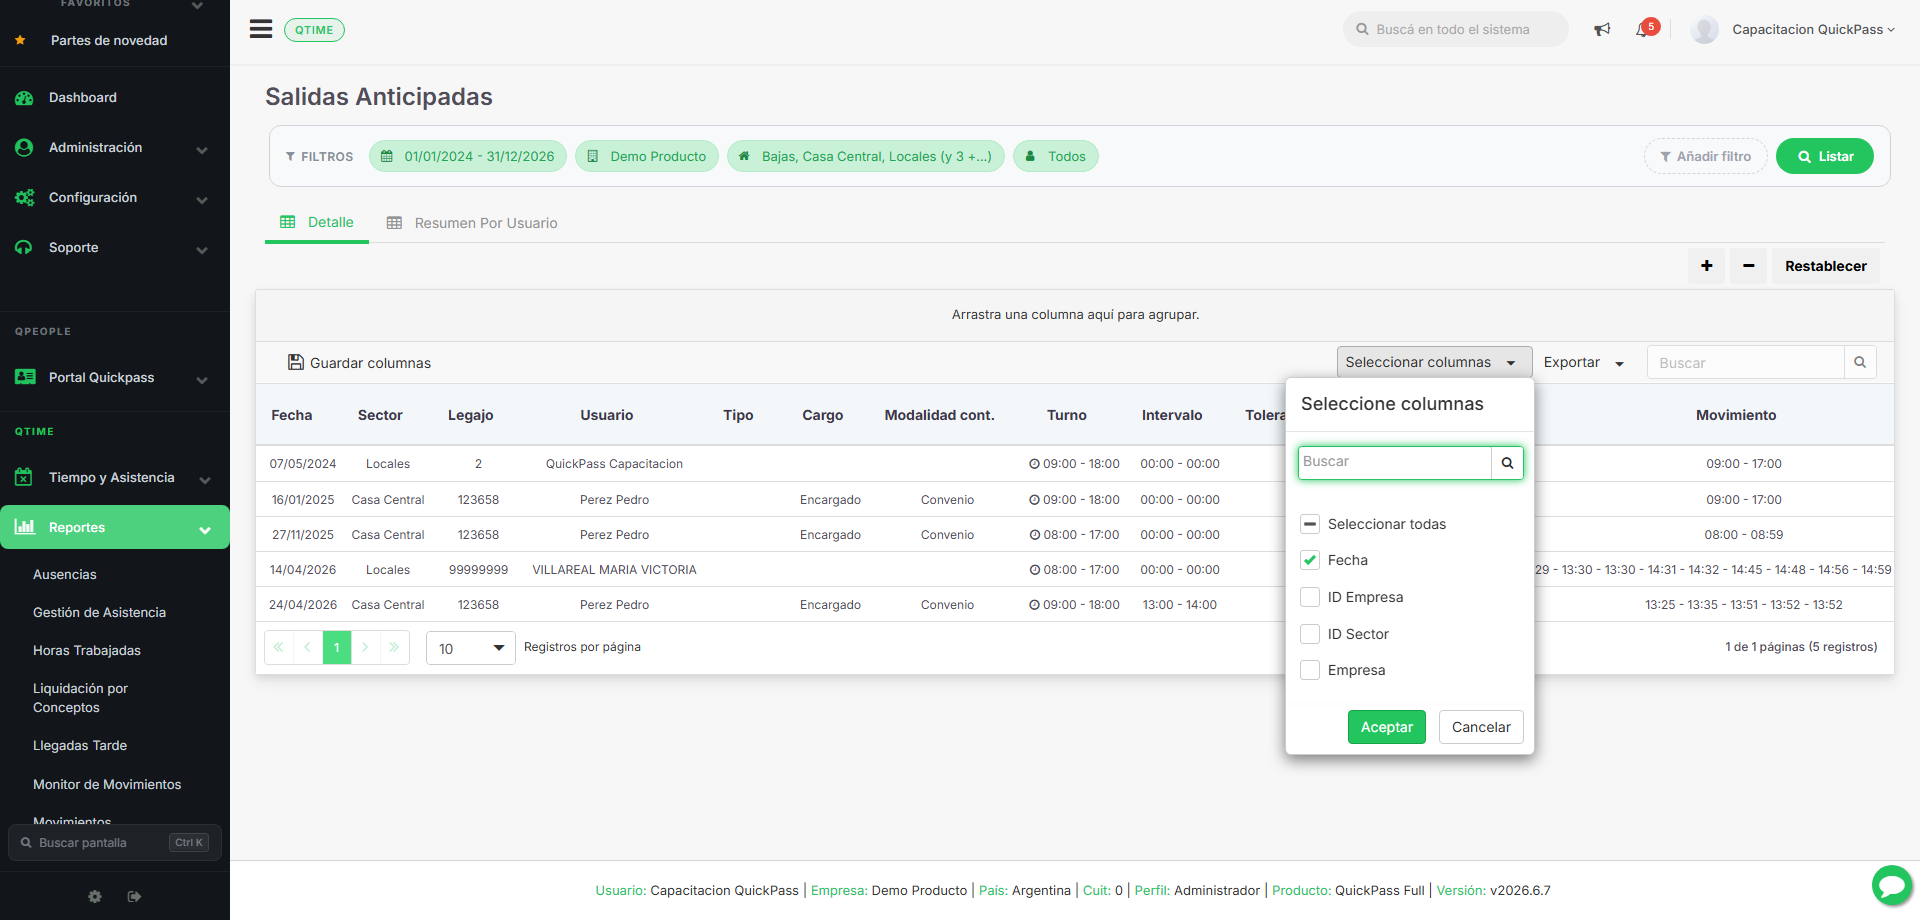 FAVORITOS
Partes de novedad
Dashboard
Administración
Configuración
Soporte
QPEOPLE
Portal Quickpass
QTIME
Tiempo y Asistencia
Reportes
Ausencias
Gestión de Asistencia
Horas Trabajadas
Liquidación por
Conceptos
Llegadas Tarde
Monitor de Movimientos
Movimientos
Buscar pantalla Ctrl K
QTIME
Buscá en todo el sistema
5
Capacitacion QuickPass
Salidas Anticipadas
FILTROS 01/01/2024 - 31/12/2026 Demo Producto Bajas, Casa Central, Locales (y 3 +...) Todos Añadir filtro Listar
Detalle Resumen Por Usuario
+ − Restablecer
Arrastra una columna aquí para agrupar.
Guardar columnas Seleccionar columnas Exportar Buscar
Fecha Sector Legajo Usuario Tipo Cargo Modalidad cont. Turno Intervalo Tolera Movimiento
07/05/2024 Locales 2 QuickPass Capacitacion 09:00 - 18:00 00:00 - 00:00 09:00 - 17:00
16/01/2025 Casa Central 123658 Perez Pedro Encargado Convenio 09:00 - 18:00 00:00 - 00:00 09:00 - 17:00
27/11/2025 Casa Central 123658 Perez Pedro Encargado Convenio 08:00 - 17:00 00:00 - 00:00 08:00 - 08:59
14/04/2026 Locales 99999999 VILLAREAL MARIA VICTORIA 08:00 - 17:00 00:00 - 00:00 29 - 13:30 - 13:30 - 14:31 - 14:32 - 14:45 - 14:48 - 14:56 - 14:59
24/04/2026 Casa Central 123658 Perez Pedro Encargado Convenio 09:00 - 18:00 13:00 - 14:00 13:25 - 13:35 - 13:51 - 13:52 - 13:52
« ‹ 1 › » 10 Registros por página 1 de 1 páginas (5 registros)
Seleccione columnas
Buscar
Seleccionar todas
Fecha
ID Empresa
ID Sector
Empresa
Aceptar Cancelar
Usuario: Capacitacion QuickPass | Empresa: Demo Producto | País: Argentina | Cuit: 0 | Perfil: Administrador | Producto: QuickPass Full | Versión: v2026.6.7